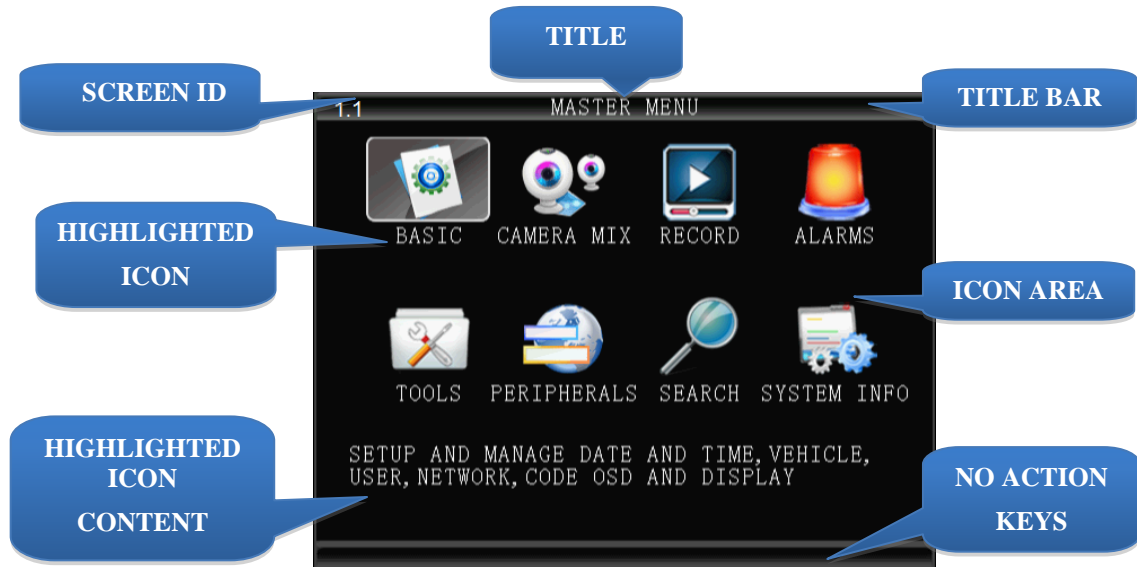 TITLE
SCREEN ID
TITLE BAR
1.1 MASTER MENU
HIGHLIGHTED
ICON
BASIC CAMERA MIX RECORD ALARMS
ICON AREA
TOOLS PERIPHERALS SEARCH SYSTEM INFO
HIGHLIGHTED
ICON
CONTENT
SETUP AND MANAGE DATE AND TIME, VEHICLE,
USER, NETWORK, CODE OSD AND DISPLAY
NO ACTION
KEYS